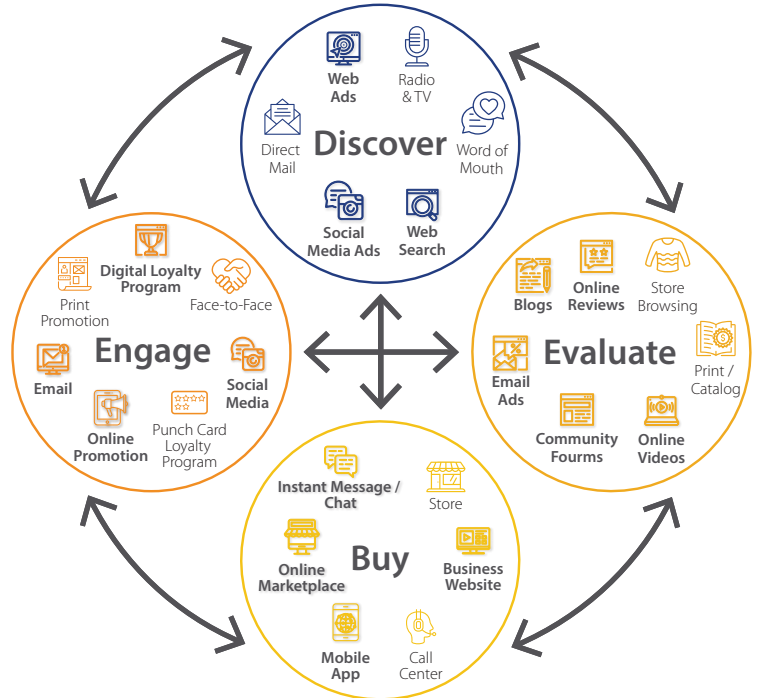 Web
Ads
Radio
& TV
Direct
Mail
Discover
Word of
Mouth
Social
Media Ads
Web
Search
Digital Loyalty
Program
Print
Promotion
Face-to-Face
Engage
Email
Social
Media
Online
Promotion
Punch Card
Loyalty
Program
Blogs
Online
Reviews
Store
Browsing
Evaluate
Email
Ads
Print /
Catalog
Community
Fourms
Online
Videos
Instant Message /
Chat
Store
Buy
Online
Marketplace
Business
Website
Mobile
App
Call
Center